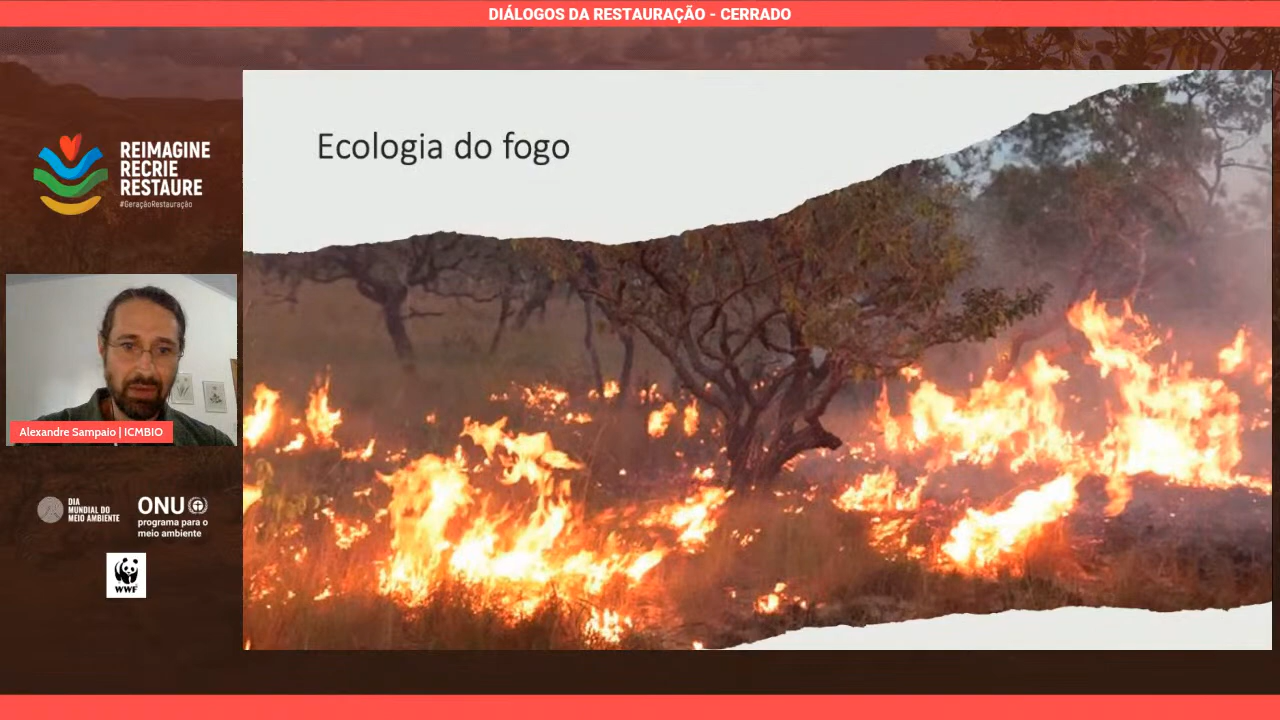 DIÁLOGOS DA RESTAURAÇÃO - CERRADO
REIMAGINE
RECRIE
RESTAURE
#GeraçãoRestauração
Ecologia do fogo
Alexandre Sampaio | ICMBIO
DIA
MUNDIAL DO
MEIO AMBIENTE
ONU
programa para o
meio ambiente
WWF